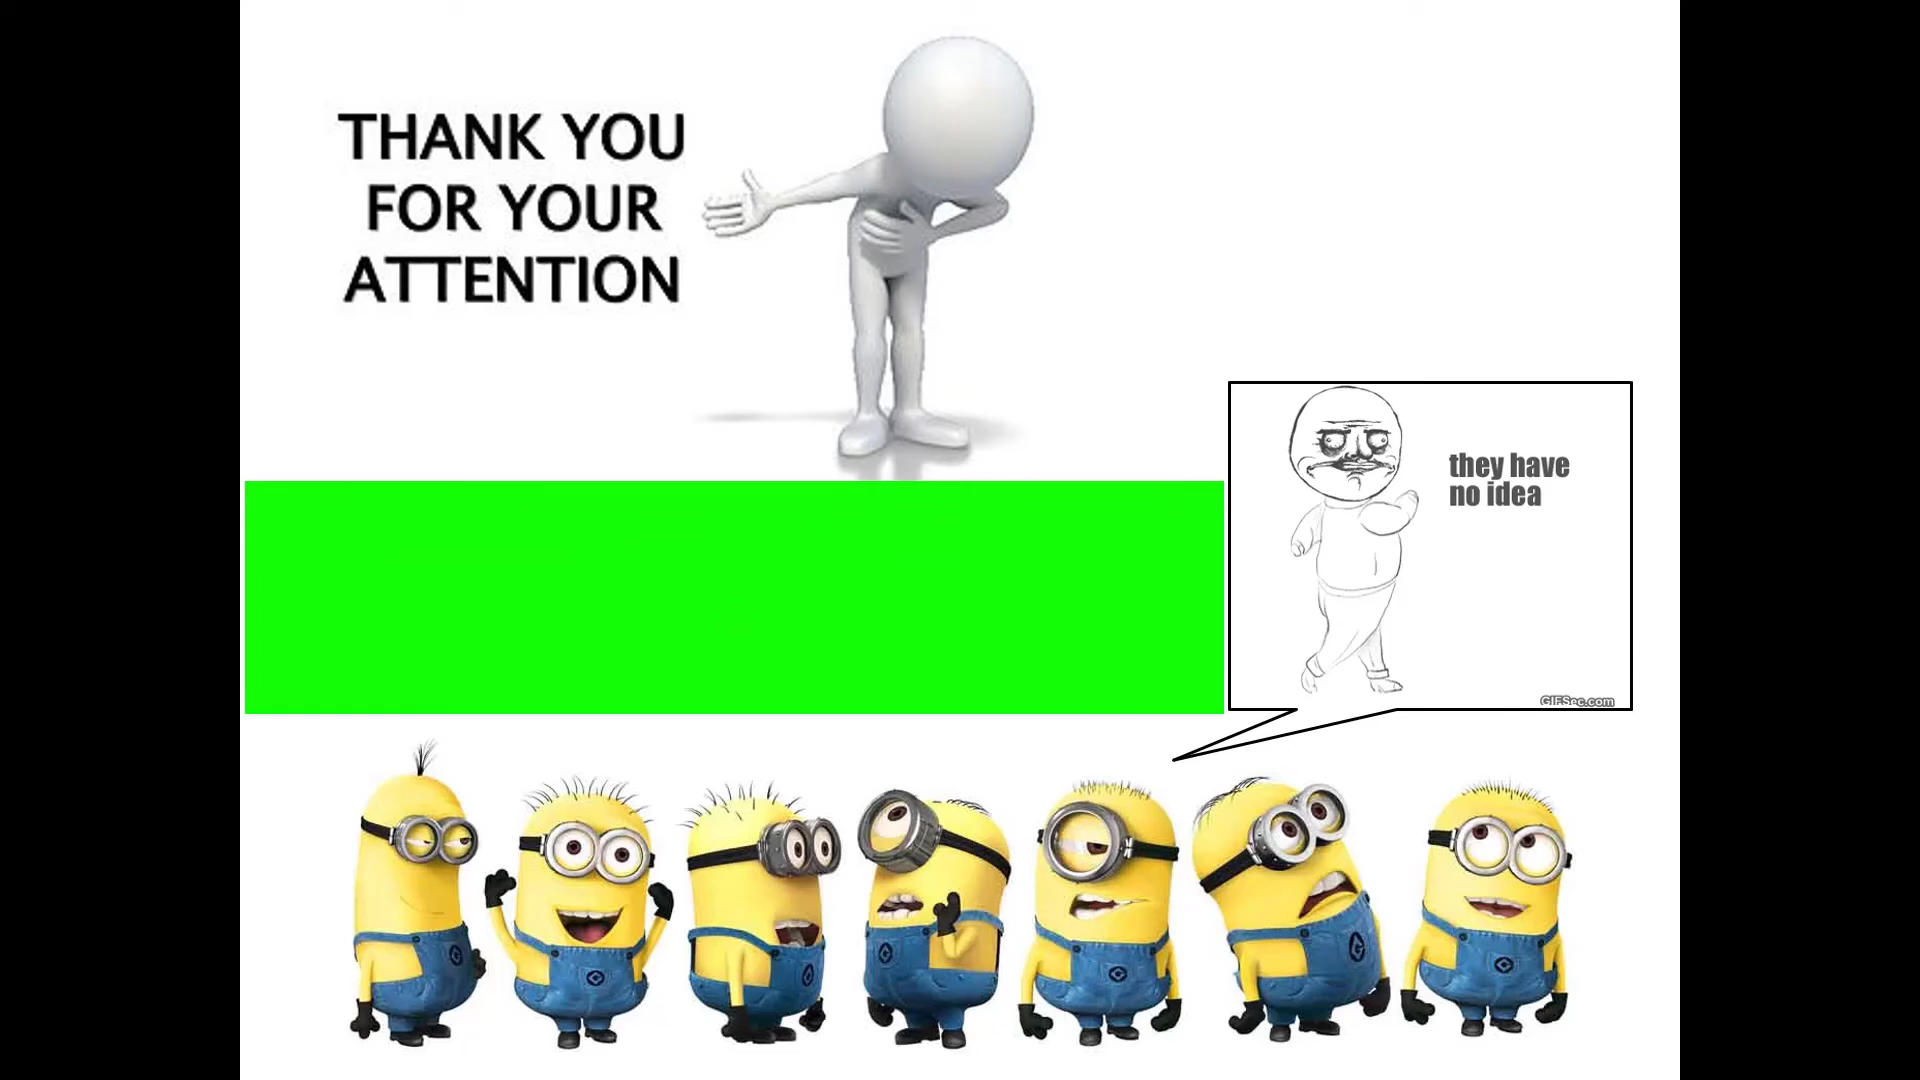 THANK YOU
FOR YOUR
ATTENTION
they have
no idea
GIFSec.com